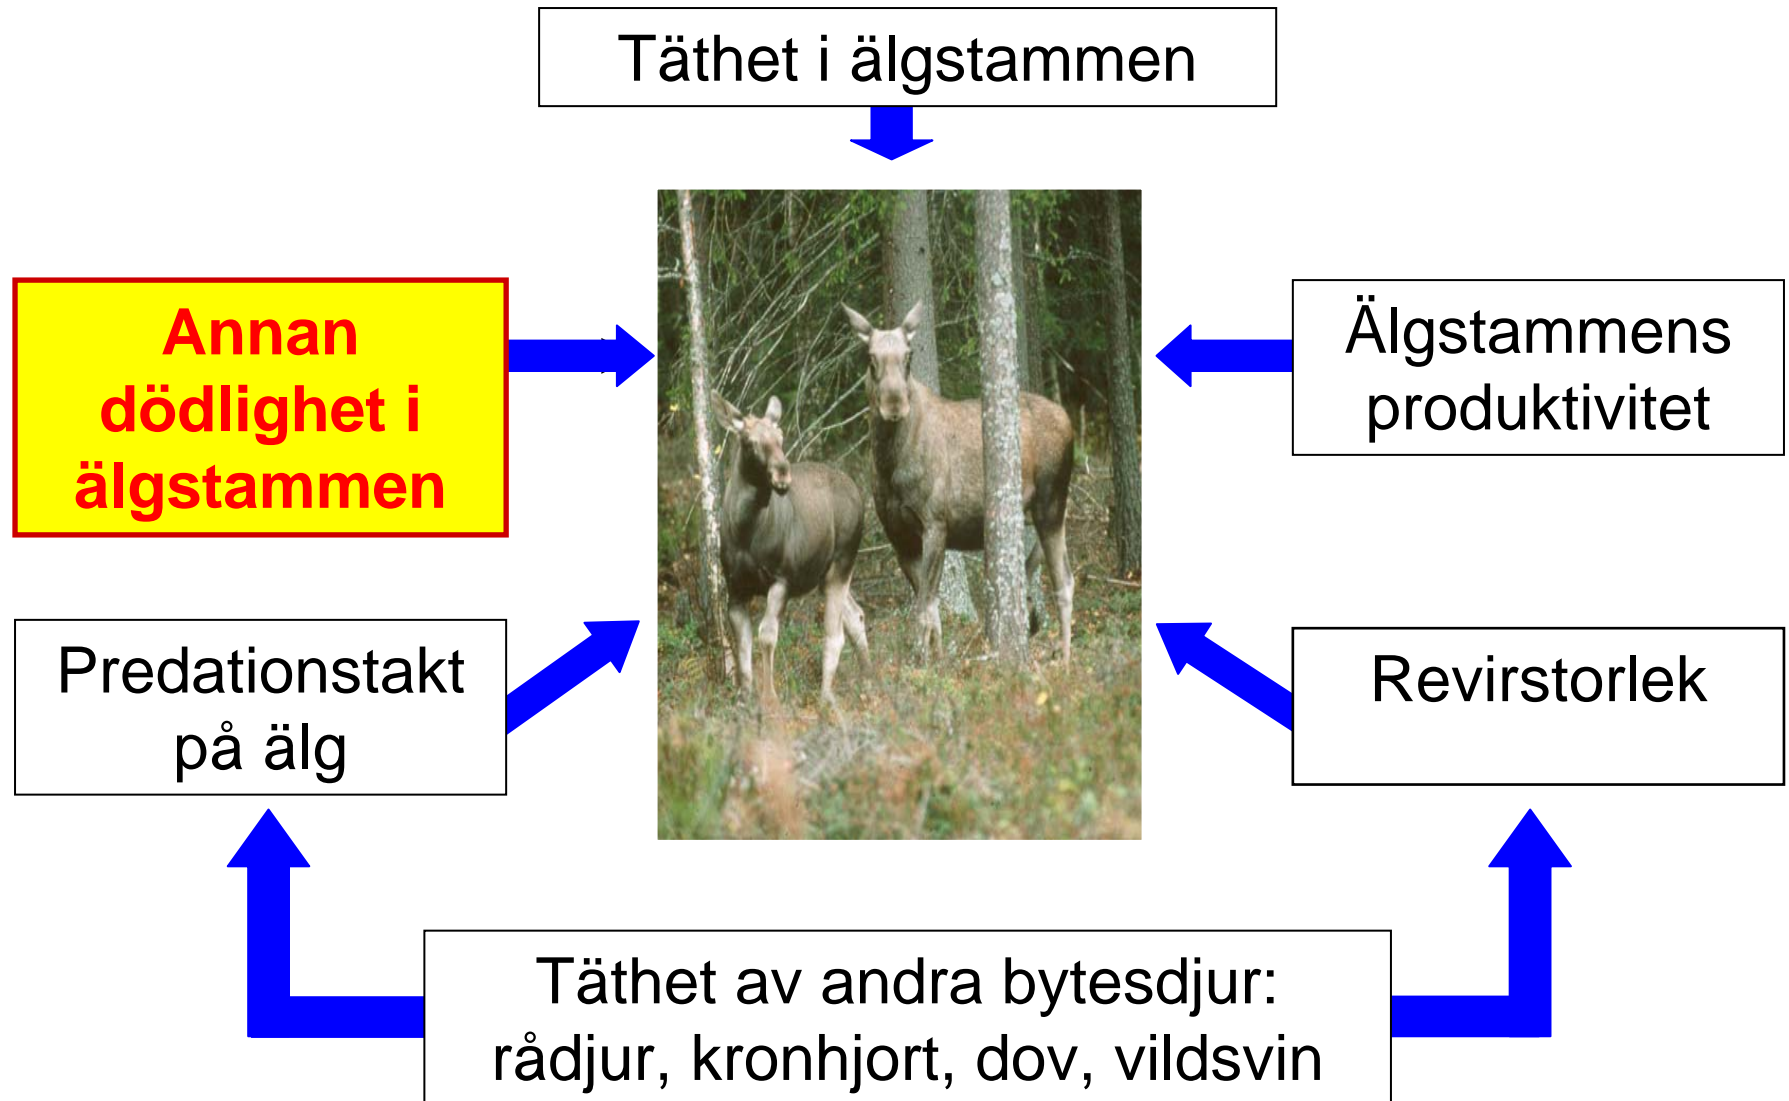 Täthet i älgstammen
Annan
dödlighet i
älgstammen
Älgstammens
produktivitet
Predationstakt
på älg
Revirstorlek
Täthet av andra bytesdjur:
rådjur, kronhjort, dov, vildsvin